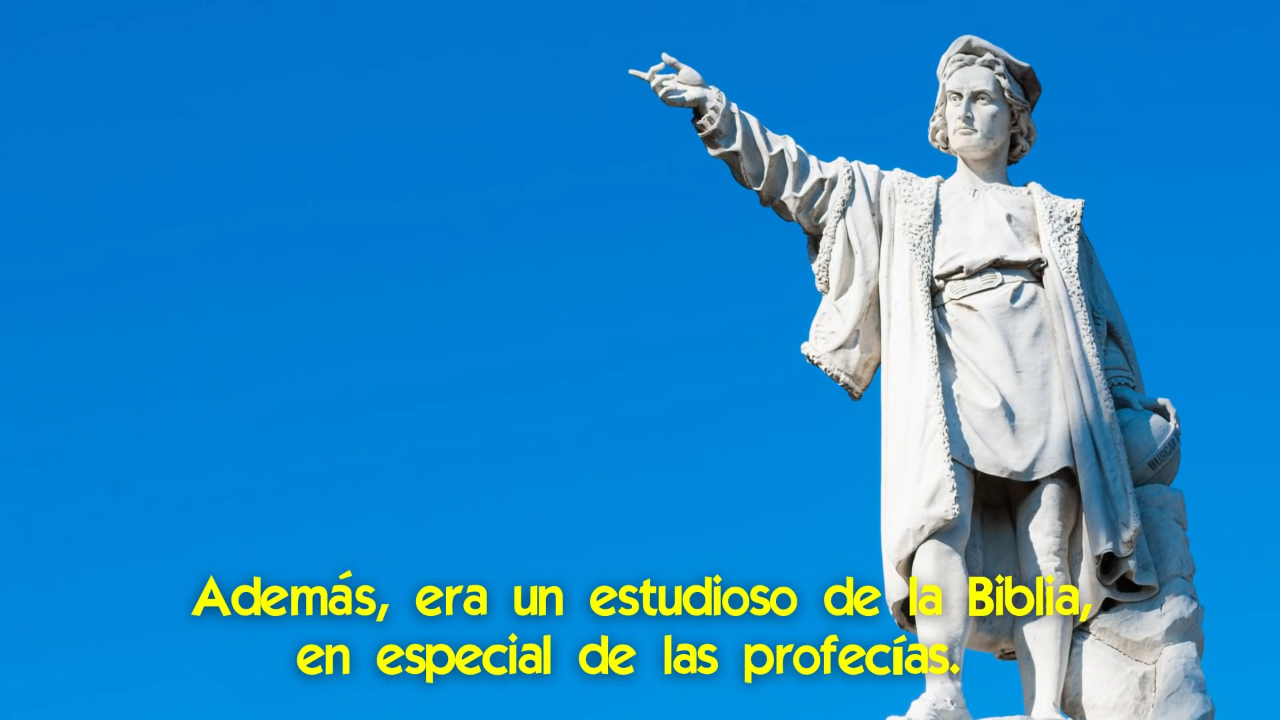 Además, era un estudioso de la Biblia,
en especial de las profecías.